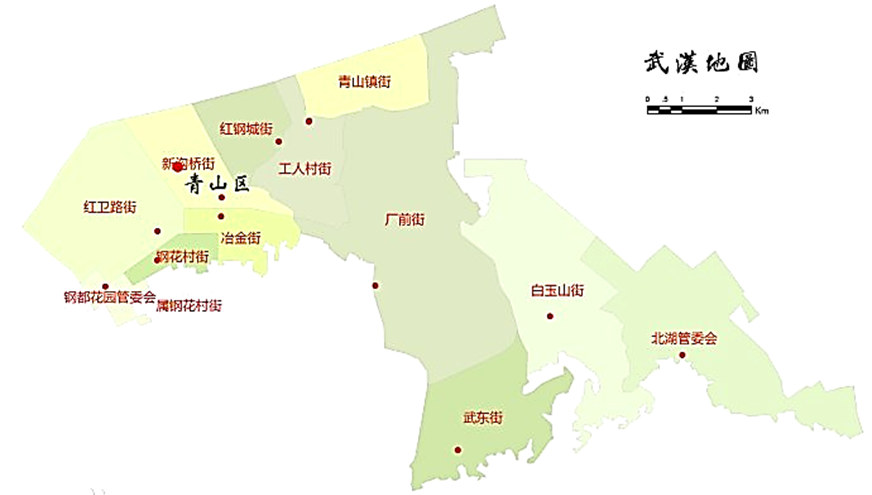 武漢地圖
0 .5 1 2 3
Km
青山镇街
红钢城街
新沟桥街
工人村街
青山区
红卫路街
厂前街
冶金街
钢花村街
白玉山街
钢都花园管委会
属钢花村街
北湖管委会
武东街